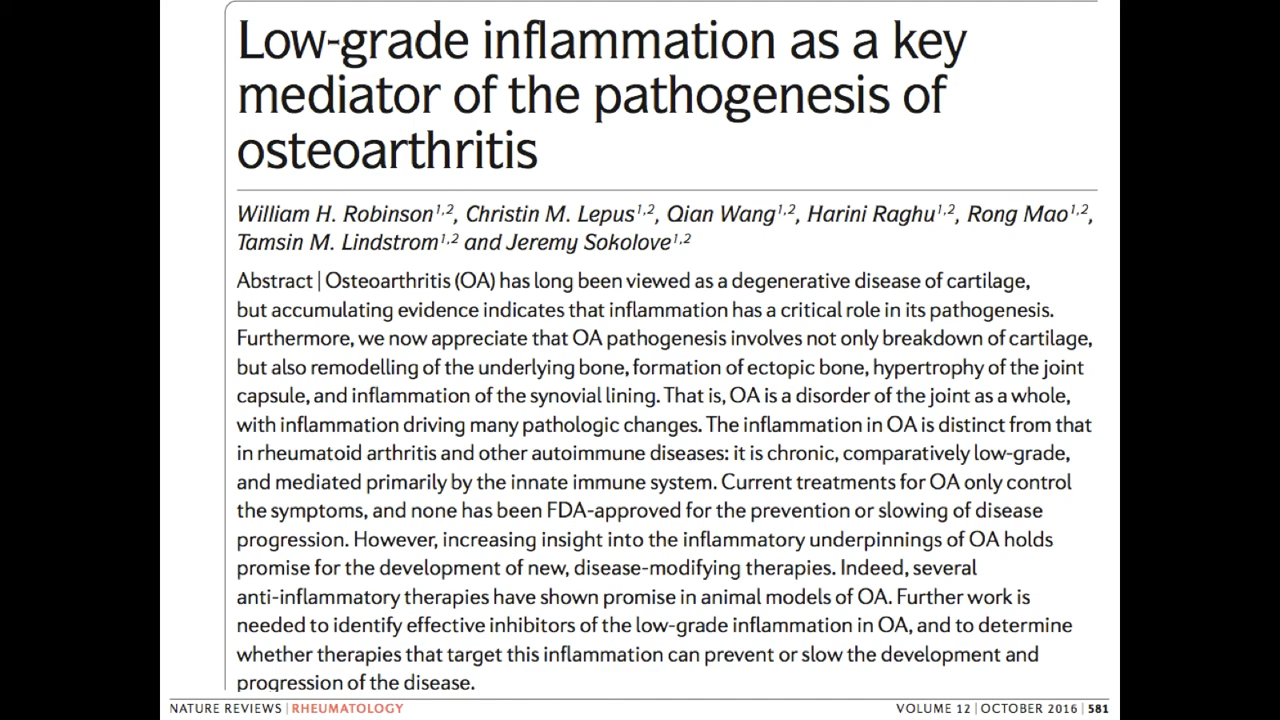 Low-grade inflammation as a key
mediator of the pathogenesis of
osteoarthritis
William H. Robinson1,2, Christin M. Lepus1,2, Qian Wang1,2, Harini Raghu1,2, Rong Mao1,2,
Tamsin M. Lindstrom1,2 and Jeremy Sokolove1,2
Abstract | Osteoarthritis (OA) has long been viewed as a degenerative disease of cartilage,
but accumulating evidence indicates that inflammation has a critical role in its pathogenesis.
Furthermore, we now appreciate that OA pathogenesis involves not only breakdown of cartilage,
but also remodelling of the underlying bone, formation of ectopic bone, hypertrophy of the joint
capsule, and inflammation of the synovial lining. That is, OA is a disorder of the joint as a whole,
with inflammation driving many pathologic changes. The inflammation in OA is distinct from that
in rheumatoid arthritis and other autoimmune diseases: it is chronic, comparatively low-grade,
and mediated primarily by the innate immune system. Current treatments for OA only control
the symptoms, and none has been FDA-approved for the prevention or slowing of disease
progression. However, increasing insight into the inflammatory underpinnings of OA holds
promise for the development of new, disease-modifying therapies. Indeed, several
anti-inflammatory therapies have shown promise in animal models of OA. Further work is
needed to identify effective inhibitors of the low-grade inflammation in OA, and to determine
whether therapies that target this inflammation can prevent or slow the development and
progression of the disease.
NATURE REVIEWS | RHEUMATOLOGY VOLUME 12 | OCTOBER 2016 | 581